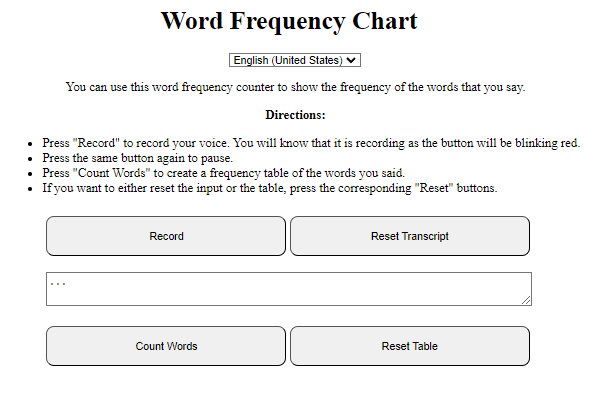 Word Frequency Chart
English (United States)
You can use this word frequency counter to show the frequency of the words that you say.
Directions:
Press "Record" to record your voice. You will know that it is recording as the button will be blinking red.
Press the same button again to pause.
Press "Count Words" to create a frequency table of the words you said.
If you want to either reset the input or the table, press the corresponding "Reset" buttons.
Record Reset Transcript
...
Count Words Reset Table